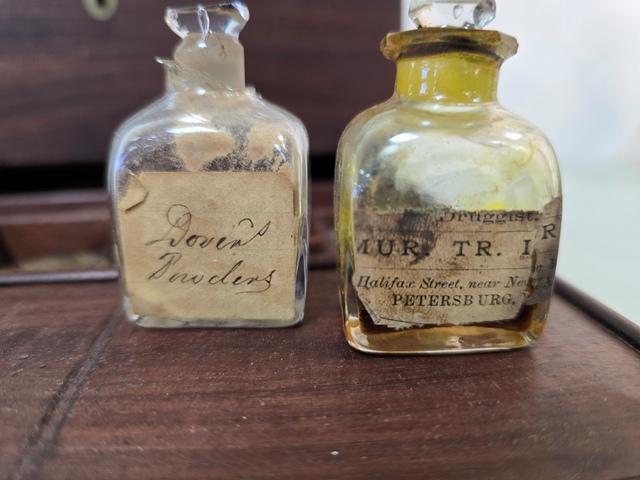 Dover's
Powders
Druggist.
MUR. TR. I R
Halifax Street, near
PETERSBURG,